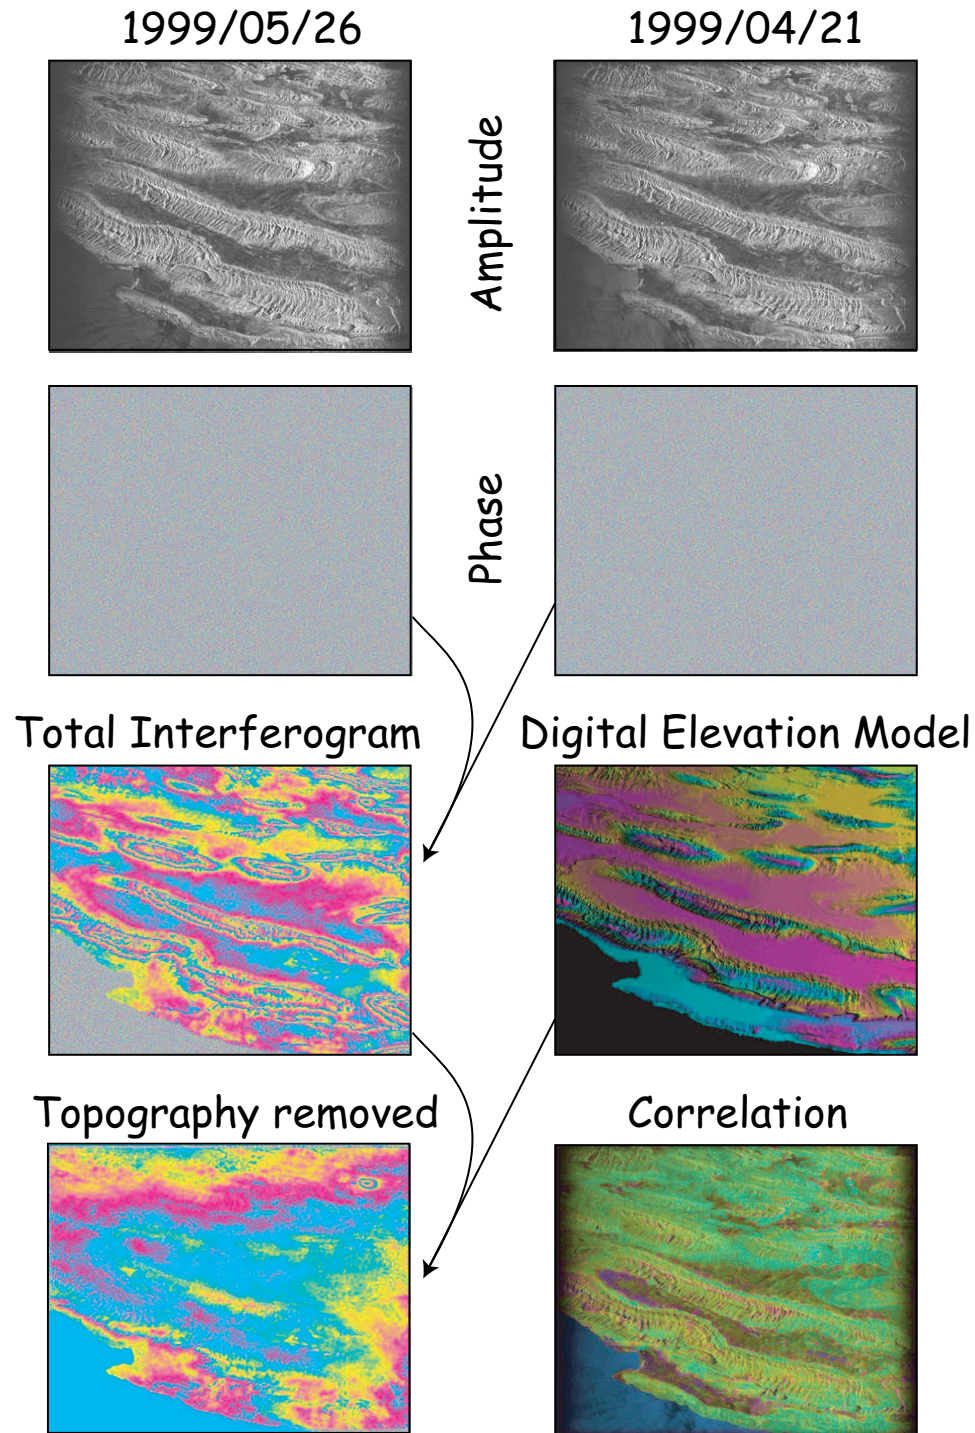 1999/05/26
1999/04/21
Amplitude
Phase
Total Interferogram
Digital Elevation Model
Topography removed
Correlation